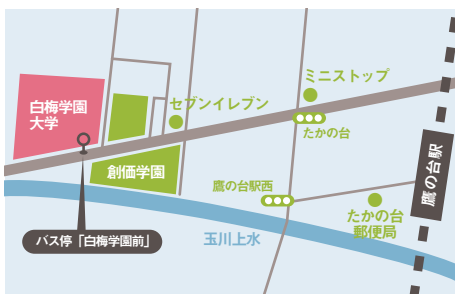 ミニストップ
セブンイレブン
白梅学園
大学
たかの台
鷹の台駅
創価学園
鷹の台駅西
たかの台
郵便局
バス停「白梅学園前」
玉川上水